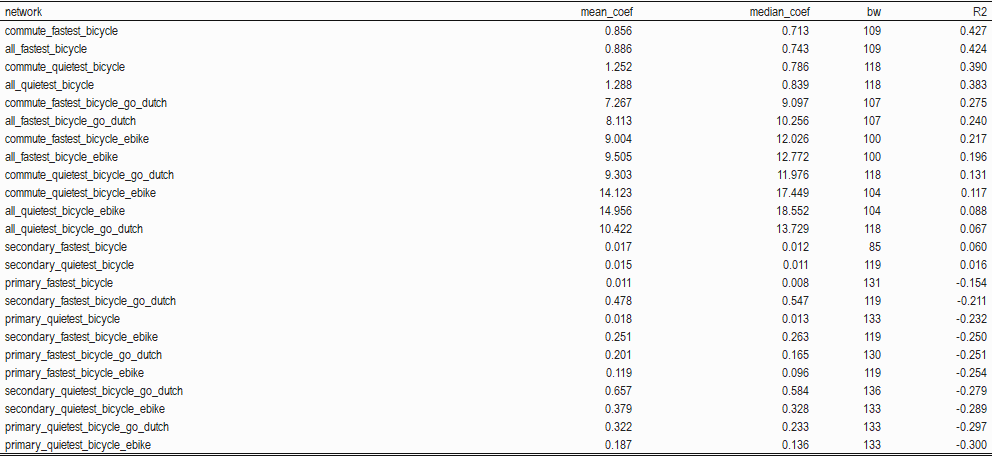 network mean_coef median_coef bw R2
commute_fastest_bicycle 0.856 0.713 109 0.427
all_fastest_bicycle 0.886 0.743 109 0.424
commute_quietest_bicycle 1.252 0.786 118 0.390
all_quietest_bicycle 1.288 0.839 118 0.383
commute_fastest_bicycle_go_dutch 7.267 9.097 107 0.275
all_fastest_bicycle_go_dutch 8.113 10.256 107 0.240
commute_fastest_bicycle_ebike 9.004 12.026 100 0.217
all_fastest_bicycle_ebike 9.505 12.772 100 0.196
commute_quietest_bicycle_go_dutch 9.303 11.976 118 0.131
commute_quietest_bicycle_ebike 14.123 17.449 104 0.117
all_quietest_bicycle_ebike 14.956 18.552 104 0.088
all_quietest_bicycle_go_dutch 10.422 13.729 118 0.067
secondary_fastest_bicycle 0.017 0.012 85 0.060
secondary_quietest_bicycle 0.015 0.011 119 0.016
primary_fastest_bicycle 0.011 0.008 131 -0.154
secondary_fastest_bicycle_go_dutch 0.478 0.547 119 -0.211
primary_quietest_bicycle 0.018 0.013 133 -0.232
secondary_fastest_bicycle_ebike 0.251 0.263 119 -0.250
primary_fastest_bicycle_go_dutch 0.201 0.165 130 -0.251
primary_fastest_bicycle_ebike 0.119 0.096 119 -0.254
secondary_quietest_bicycle_go_dutch 0.657 0.584 136 -0.279
secondary_quietest_bicycle_ebike 0.379 0.328 133 -0.289
primary_quietest_bicycle_go_dutch 0.322 0.233 133 -0.297
primary_quietest_bicycle_ebike 0.187 0.136 133 -0.300